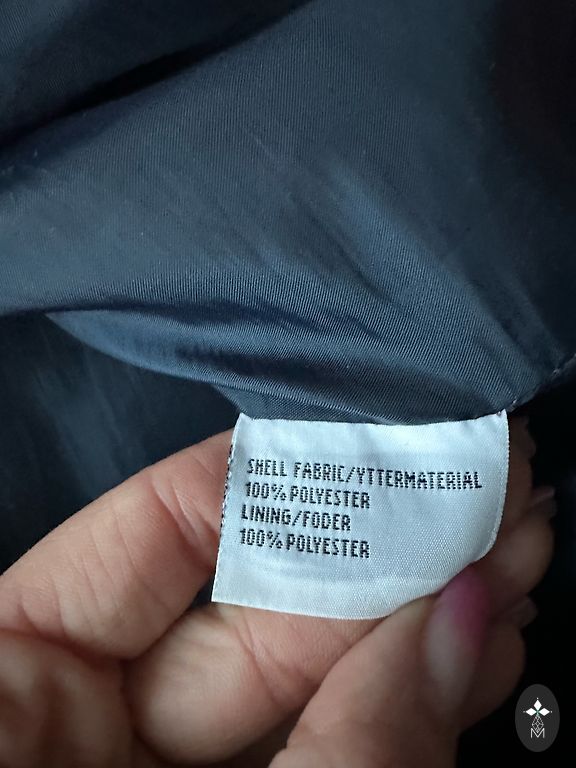 SHELL FABRIC/YTTERMATERIAL
100% POLYESTER
LINING/FODER
100% POLYESTER
M